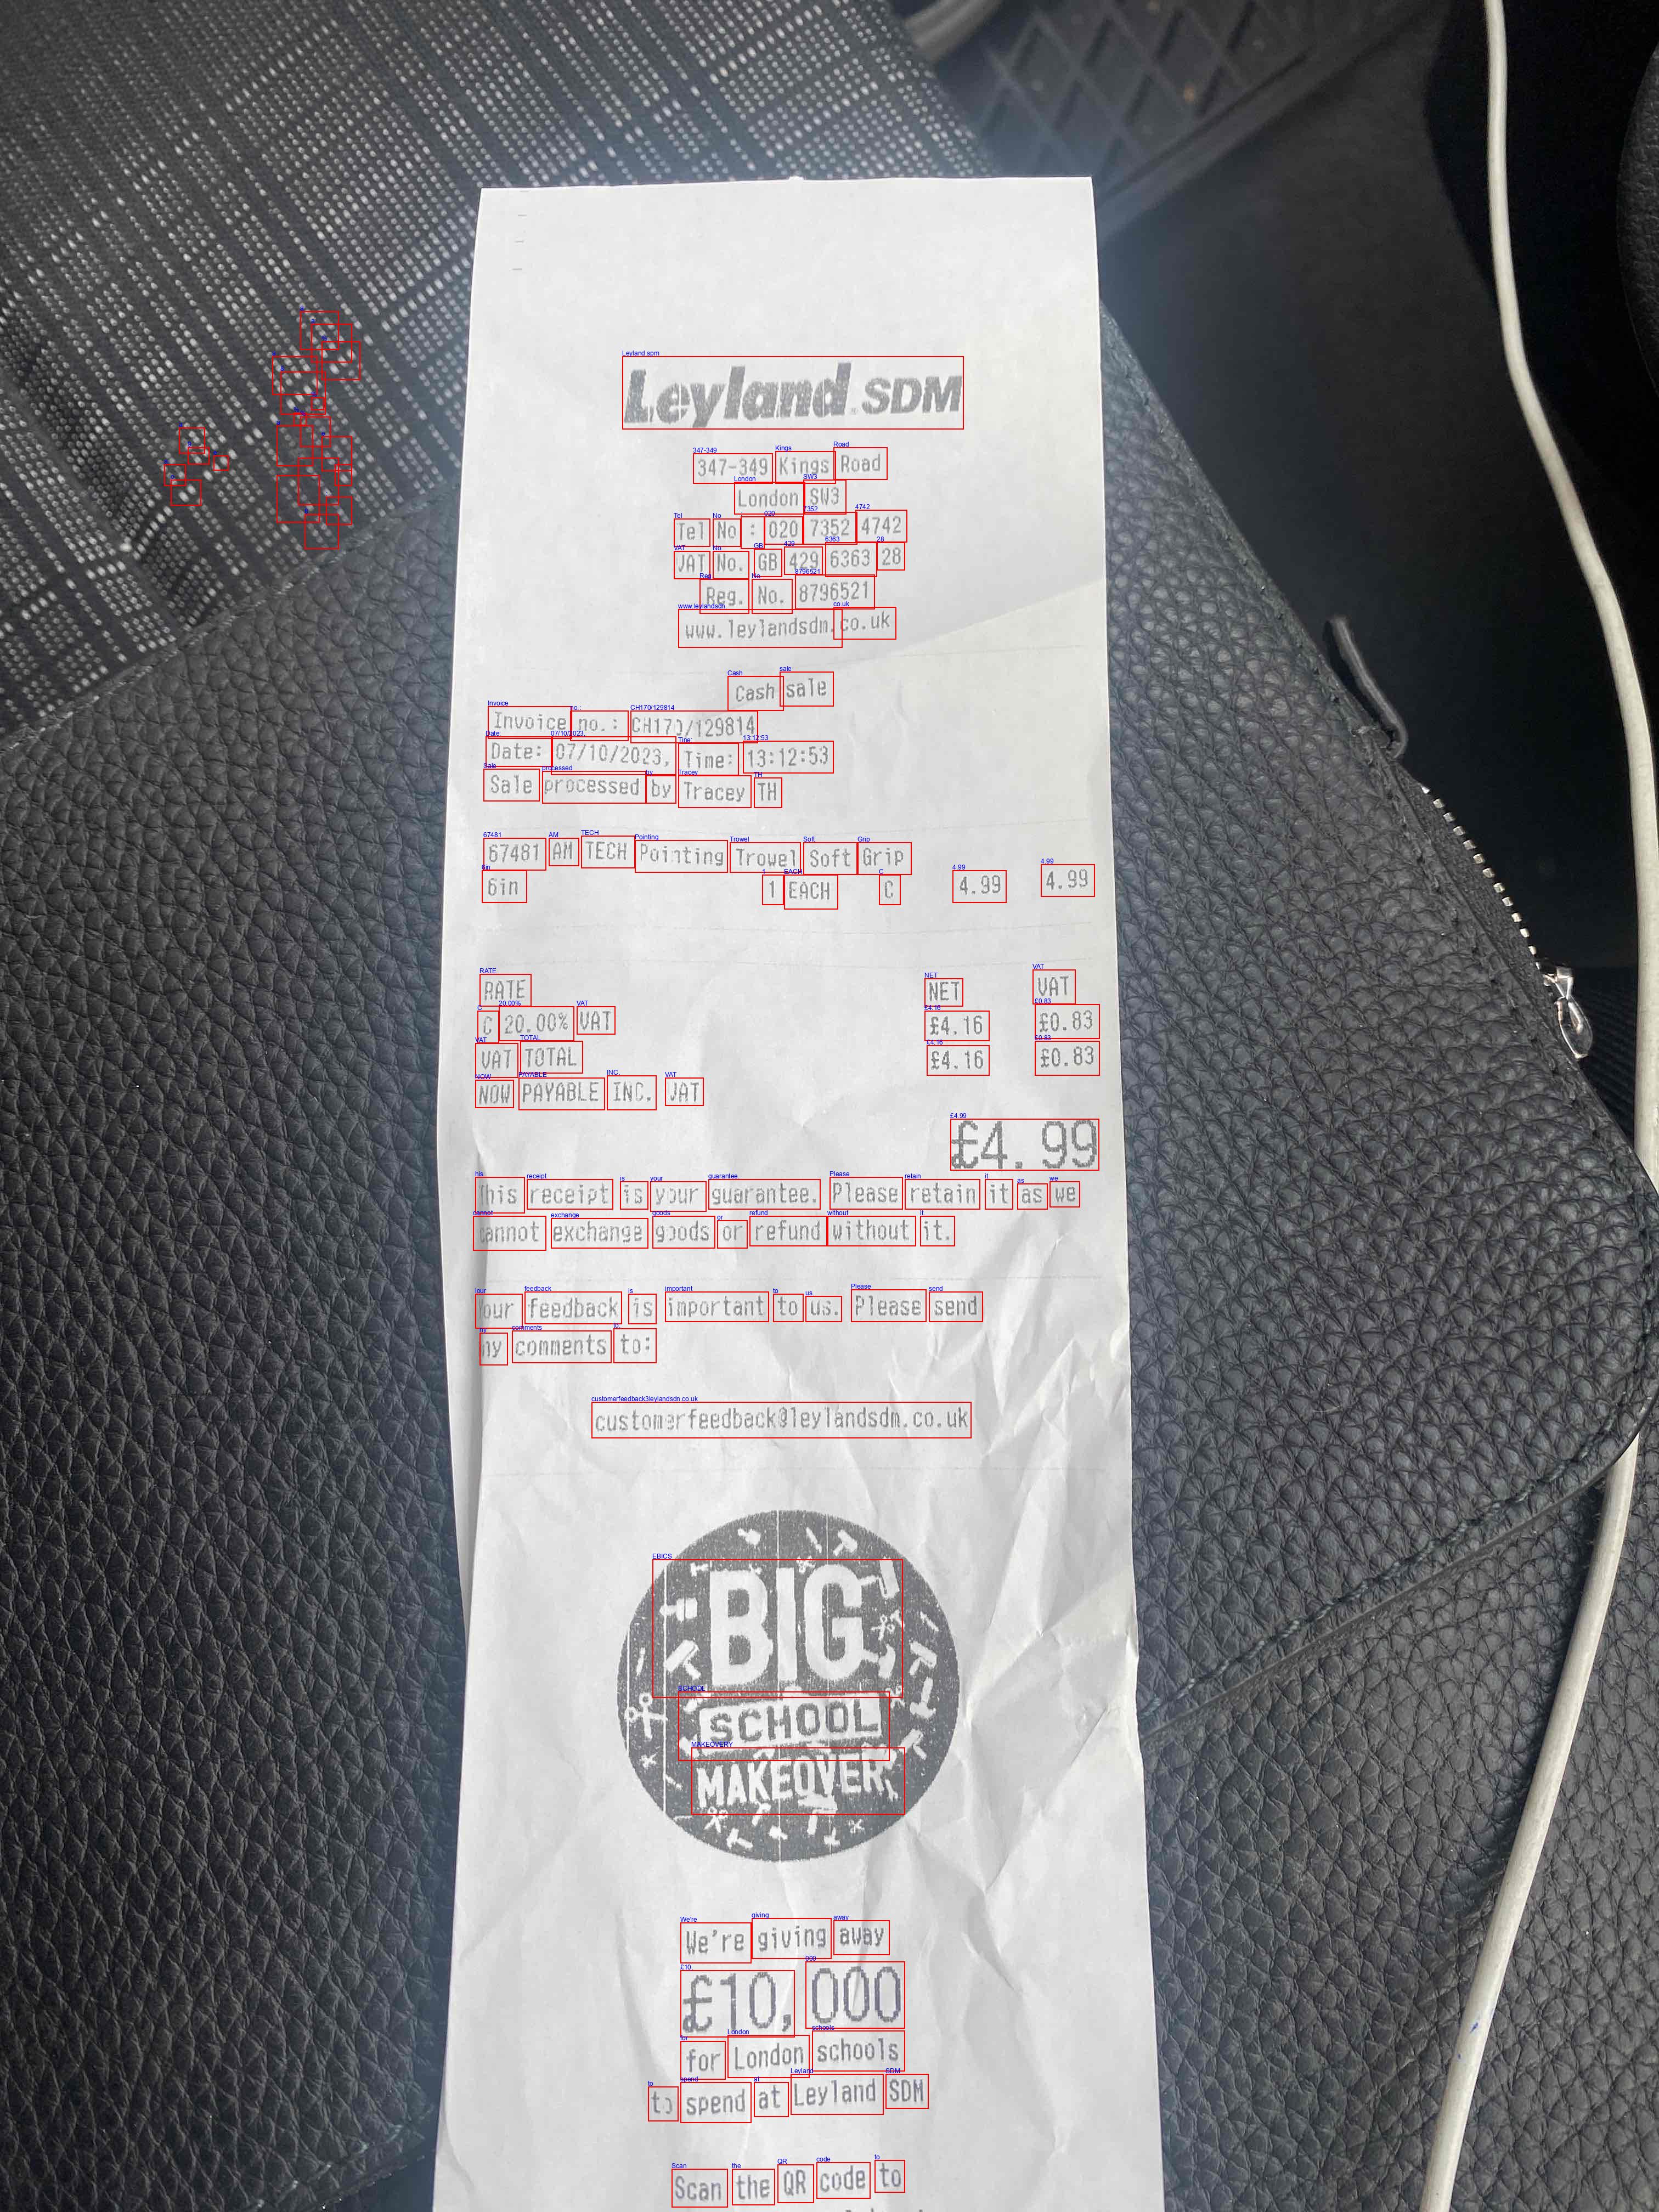 Leyland SDM
347-349 Kings Road
London SW3
Tel No : 020 7352 4742
VAT No. GB 429 6363 28
Reg. No. 8796521
www.leylandsdm.co.uk
Cash sale
Invoice no.: CH170/129814
Date: 07/10/2023, Time: 13:12:53
Sale processed by Tracey TH
67481 AM TECH Pointing Trowel Soft Grip
6in 1 EACH C 4.99 4.99
RATE NET VAT
C 20.00% VAT £4.16 £0.83
VAT TOTAL £4.16 £0.83
NOW PAYABLE INC. VAT
£4.99
This receipt is your guarantee. Please retain it as we
cannot exchange goods or refund without it.
Your feedback is important to us. Please send
any comments to:
customerfeedback@leylandsdm.co.uk
BIG
SCHOOL
MAKEOVER
We're giving away
£10,000
for London schools
to spend at Leyland SDM
Scan the QR code to